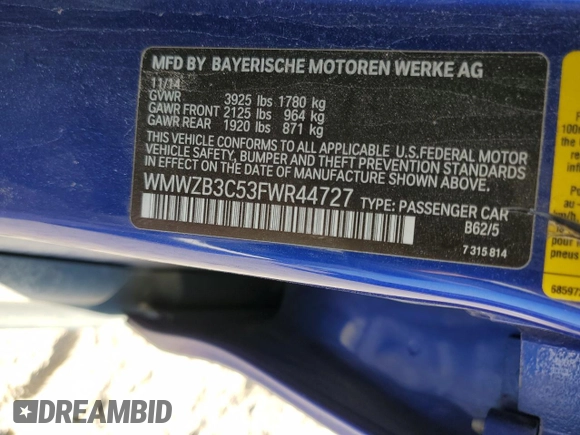 MFD BY BAYERISCHE MOTOREN WERKE AG
11/14
GVWR 3925 lbs 1780 kg
GAWR FRONT 2125 lbs 964 kg
GAWR REAR 1920 lbs 871 kg
THIS VEHICLE CONFORMS TO ALL APPLICABLE U.S.FEDERAL MOTOR
VEHICLE SAFETY, BUMPER AND THEFT PREVENTION STANDARDS
IN EFFECT ON THE DATE OF MANUFACTURE.
WMWZB3C53FWR44727 TYPE: PASSENGER CAR
B62/5
7 315 814
the
pour
pneus
DREAMBID